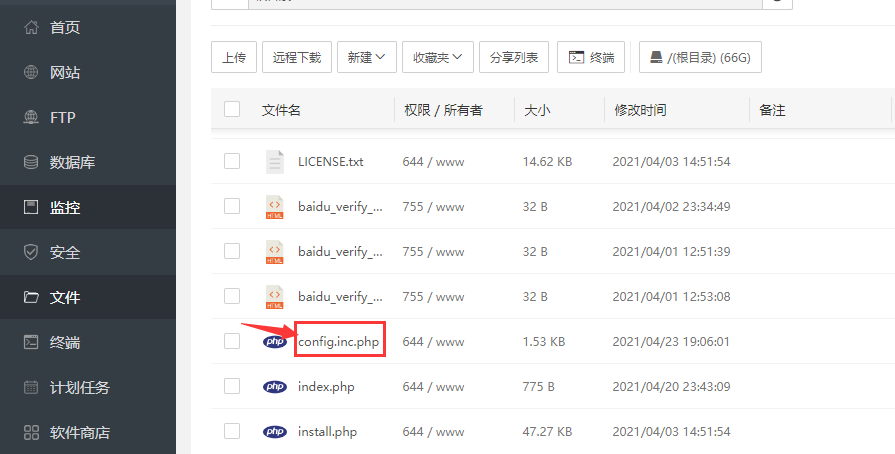 首页
网站
FTP
数据库
监控
安全
文件
终端
计划任务
软件商店
上传 远程下载 新建 收藏夹 分享列表 终端 /(根目录) (66G)
文件名 权限 / 所有者 大小 修改时间 备注
LICENSE.txt 644 / www 14.62 KB 2021/04/03 14:51:54
baidu_verify_... 755 / www 32 B 2021/04/02 23:34:49
baidu_verify_... 755 / www 32 B 2021/04/01 12:51:39
baidu_verify_... 755 / www 32 B 2021/04/01 12:53:08
config.inc.php 644 / www 1.53 KB 2021/04/23 19:06:01
index.php 644 / www 775 B 2021/04/20 23:43:09
install.php 644 / www 47.27 KB 2021/04/03 14:51:54